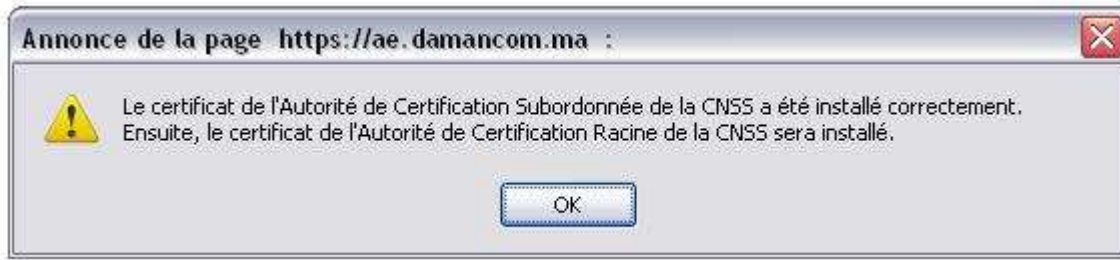 Annonce de la page https://ae.damancom.ma :
Le certificat de l'Autorité de Certification Subordonnée de la CNSS a été installé correctement.
Ensuite, le certificat de l'Autorité de Certification Racine de la CNSS sera installé.
OK